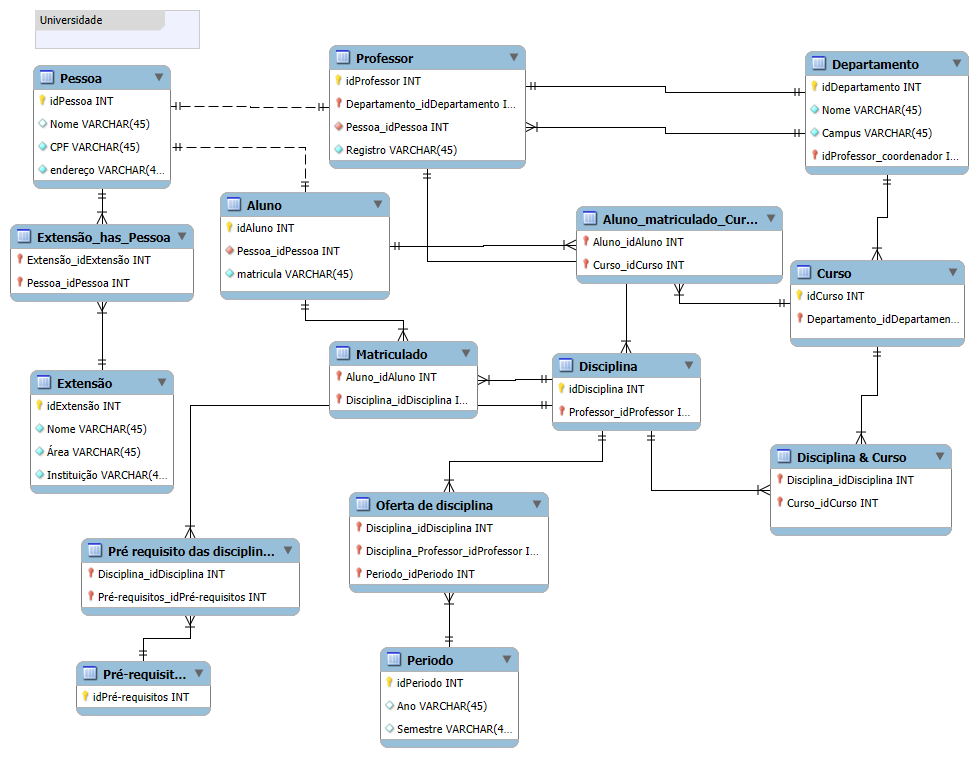 Universidade
Pessoa
idPessoa INT
Nome VARCHAR(45)
CPF VARCHAR(45)
endereço VARCHAR(4...
Professor
idProfessor INT
Departamento_idDepartamento I...
Pessoa_idPessoa INT
Registro VARCHAR(45)
Departamento
idDepartamento INT
Nome VARCHAR(45)
Campus VARCHAR(45)
idProfessor_coordenador I...
Extensão_has_Pessoa
Extensão_idExtensão INT
Pessoa_idPessoa INT
Aluno
idAluno INT
Pessoa_idPessoa INT
matricula VARCHAR(45)
Aluno_matriculado_Cur...
Aluno_idAluno INT
Curso_idCurso INT
Curso
idCurso INT
Departamento_idDepartamen...
Extensão
idExtensão INT
Nome VARCHAR(45)
Área VARCHAR(45)
Instituição VARCHAR(4...
Matriculado
Aluno_idAluno INT
Disciplina_idDisciplina I...
Disciplina
idDisciplina INT
Professor_idProfessor I...
Disciplina & Curso
Disciplina_idDisciplina INT
Curso_idCurso INT
Oferta de disciplina
Disciplina_idDisciplina INT
Disciplina_Professor_idProfessor I...
Periodo_idPeriodo INT
Pré requisito das disciplin...
Disciplina_idDisciplina INT
Pré-requisitos_idPré-requisitos INT
Pré-requisit...
idPré-requisitos INT
Periodo
idPeriodo INT
Ano VARCHAR(45)
Semestre VARCHAR(4...